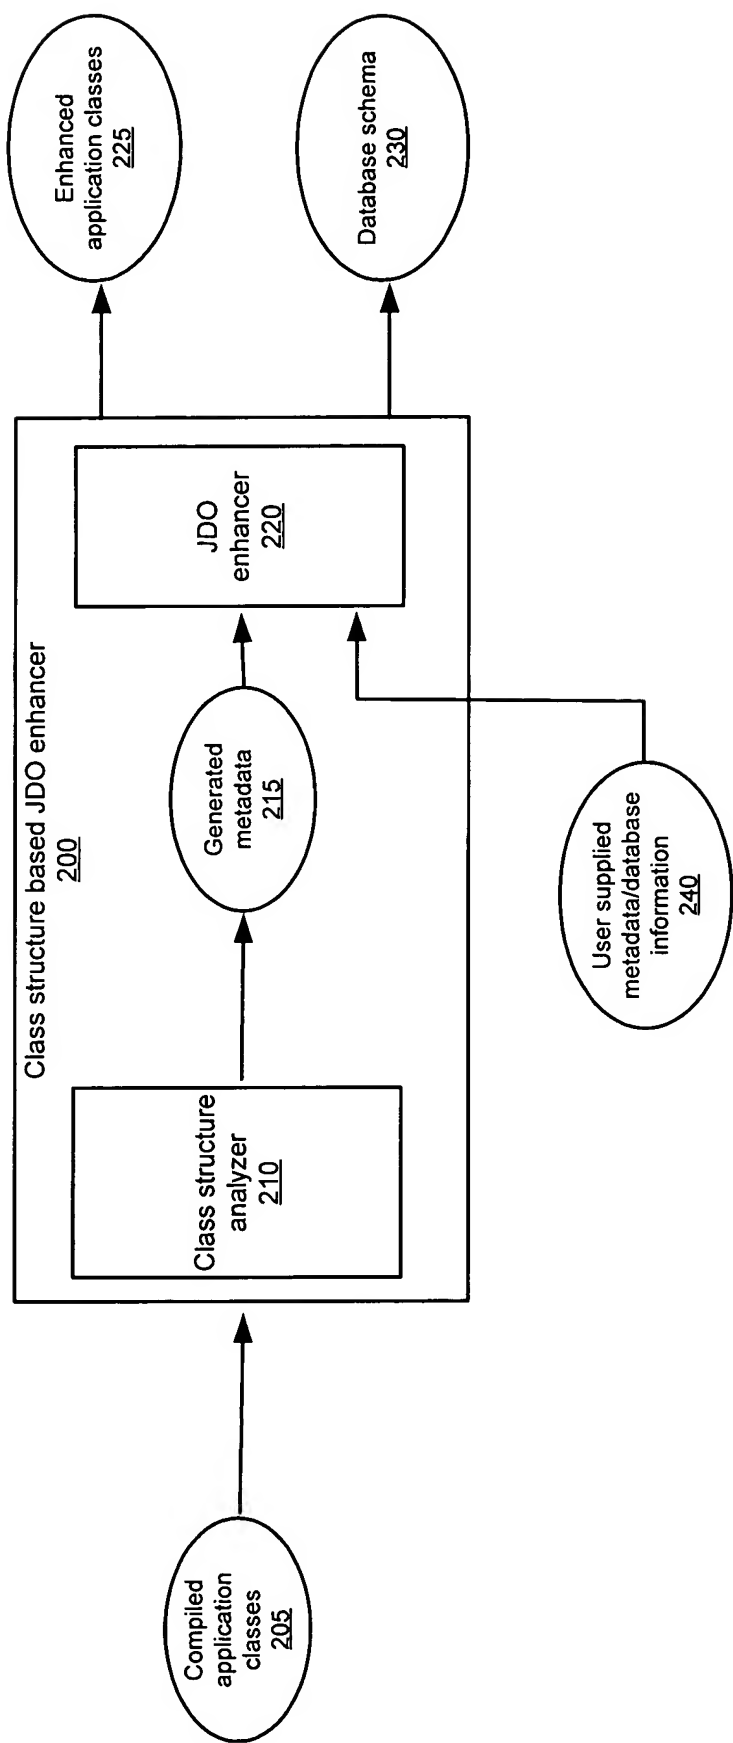 Class structure based JDO enhancer
200
Compiled
application
classes
205
Class structure
analyzer
210
Generated
metadata
215
JDO
enhancer
220
Enhanced
application classes
225
Database schema
230
User supplied
metadata/database
information
240